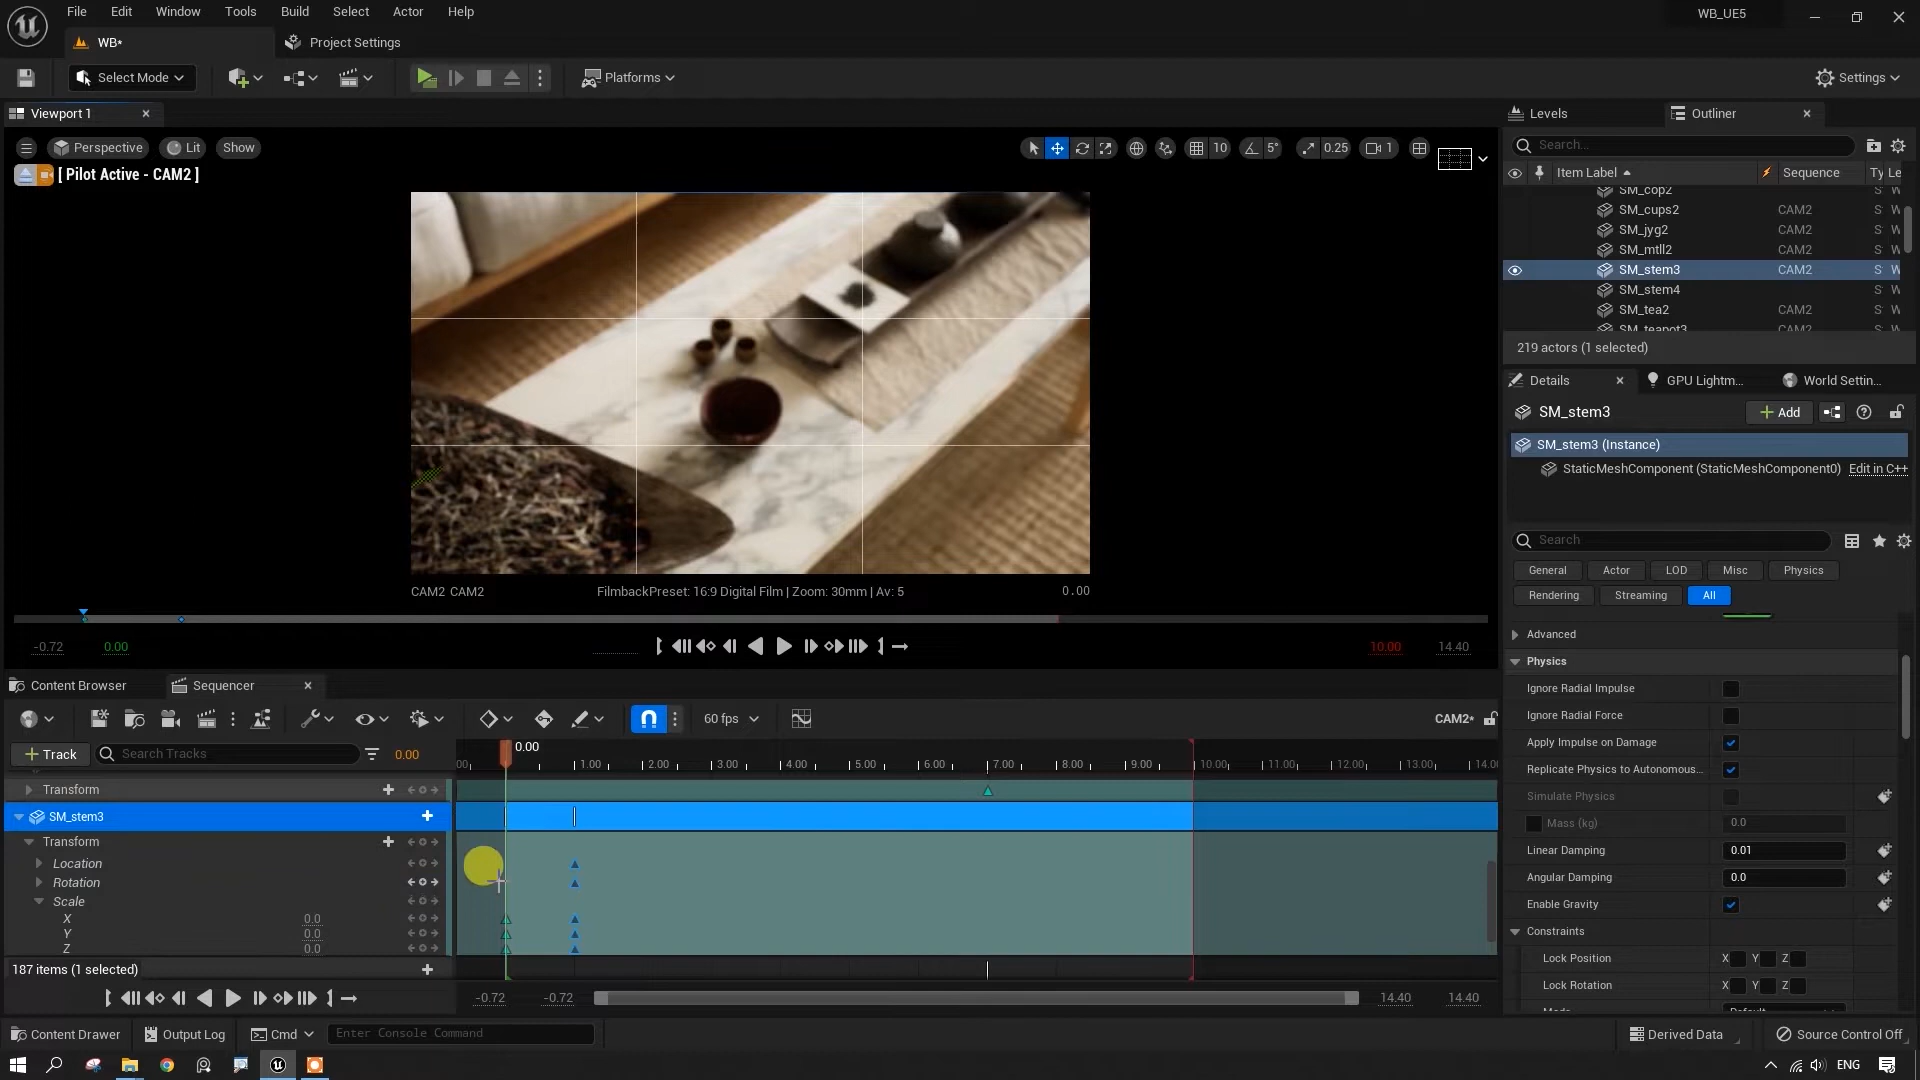 File Edit Window Tools Build Select Actor Help
WB_UE5
WB*
Project Settings
Select Mode
Platforms
Settings
Viewport 1
Levels
Outliner
Perspective
Lit
Show
10
5°
0.25
1
Search...
[ Pilot Active - CAM2 ]
Item Label
Sequence
Ty
Le
SM_cop2
SM_cups2 CAM2
SM_jyg2 CAM2
SM_mtll2 CAM2
SM_stem3 CAM2
SM_stem4
SM_tea2 CAM2
SM_teapot3 CAM2
219 actors (1 selected)
Details
GPU Lightm...
World Settin...
SM_stem3
Add
SM_stem3 (Instance)
StaticMeshComponent (StaticMeshComponent0) Edit in C++
Search
General Actor LOD Misc Physics
Rendering Streaming All
Advanced
Physics
Ignore Radial Impulse
Ignore Radial Force
Apply Impulse on Damage
Replicate Physics to Autonomous...
Simulate Physics
Mass (kg) 0.0
Linear Damping 0.01
Angular Damping 0.0
Enable Gravity
Constraints
Lock Position X Y Z
Lock Rotation X Y Z
CAM2 CAM2
FilmbackPreset: 16:9 Digital Film | Zoom: 30mm | Av: 5
0.00
-0.72
0.00
10.00
14.40
Content Browser
Sequencer
60 fps
CAM2*
Track
Search Tracks
0.00
0.00
1.00 2.00 3.00 4.00 5.00 6.00 7.00 8.00 9.00 10.00 11.00 12.00 13.00
Transform
SM_stem3
Transform
Location
Rotation
Scale
X 0.0
Y 0.0
Z 0.0
187 items (1 selected)
-0.72
-0.72
14.40
14.40
Content Drawer
Output Log
Cmd
Enter Console Command
Derived Data
Source Control Off
ENG